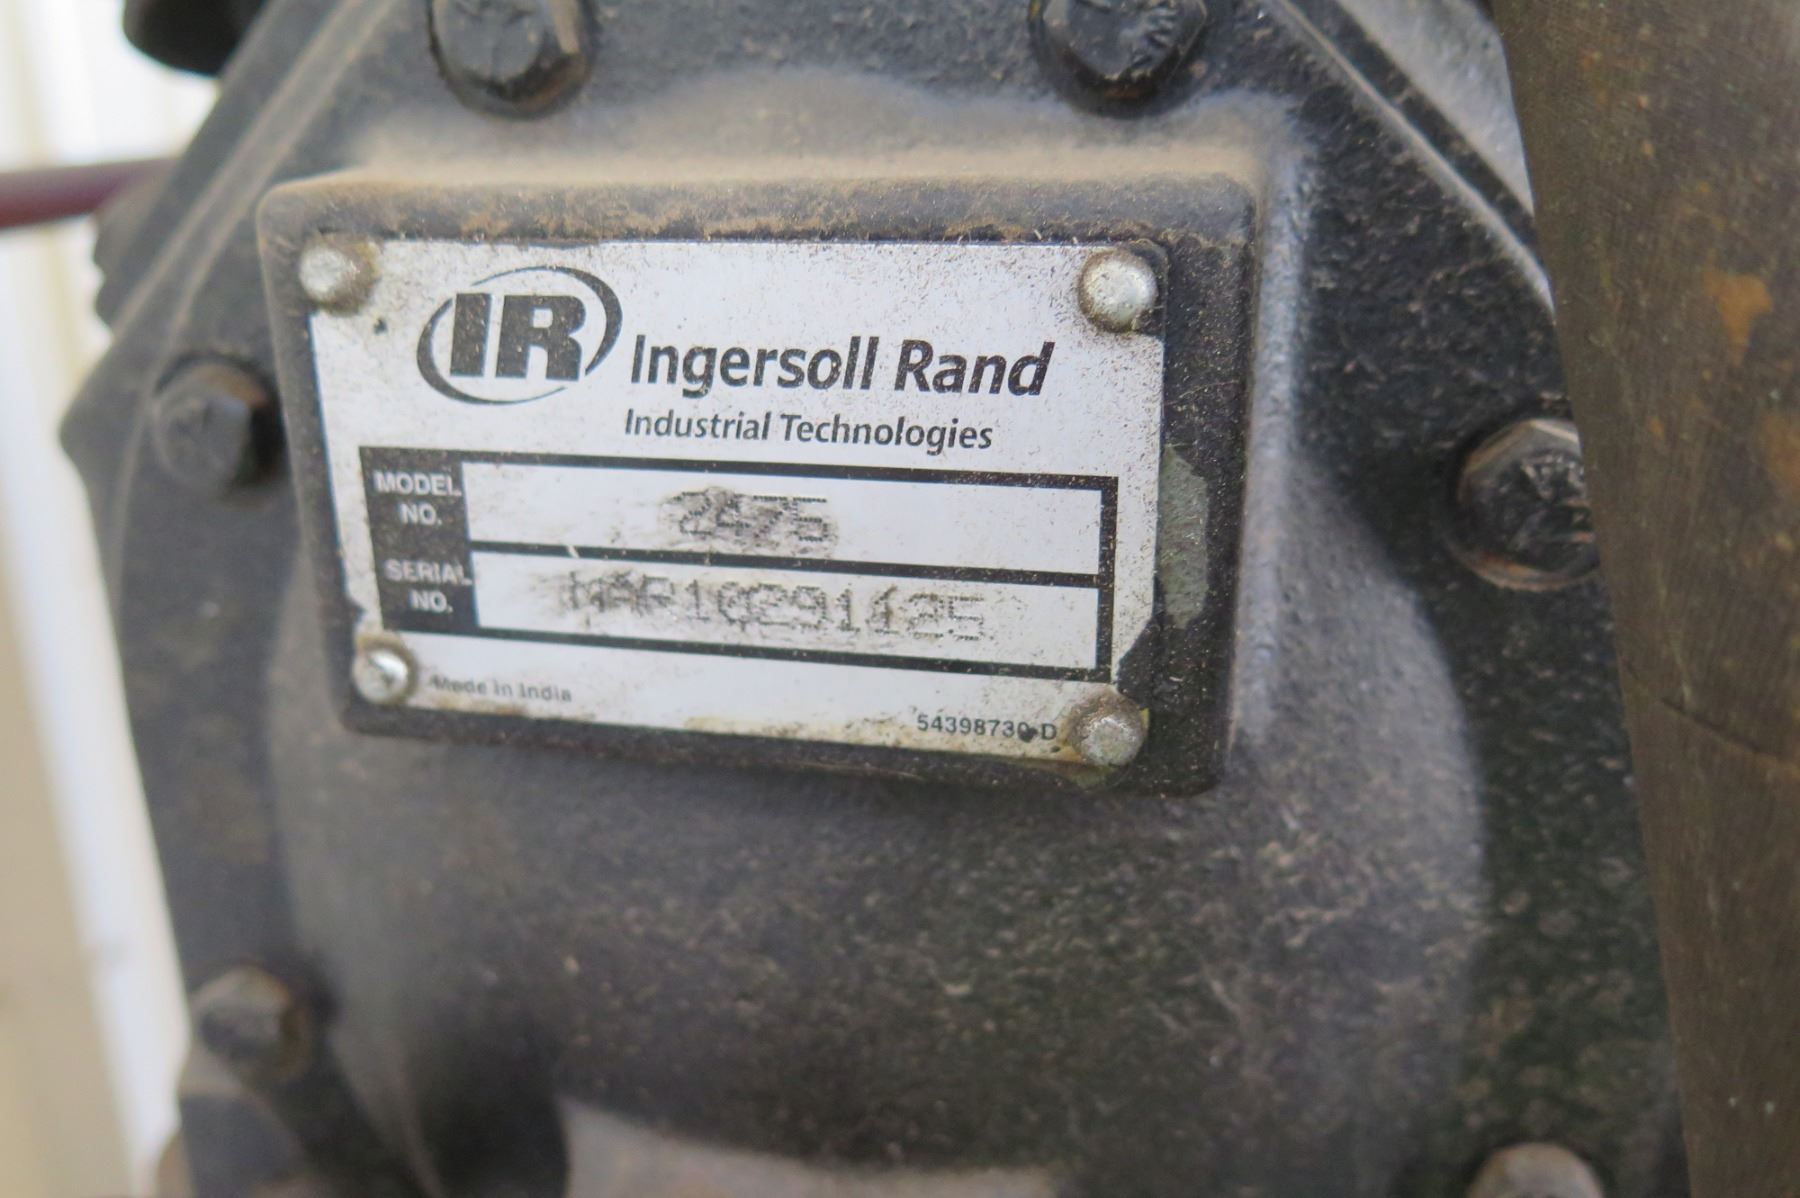 IR Ingersoll Rand
Industrial Technologies
MODEL NO. 2475
SERIAL NO.
Made in India
54398730-D